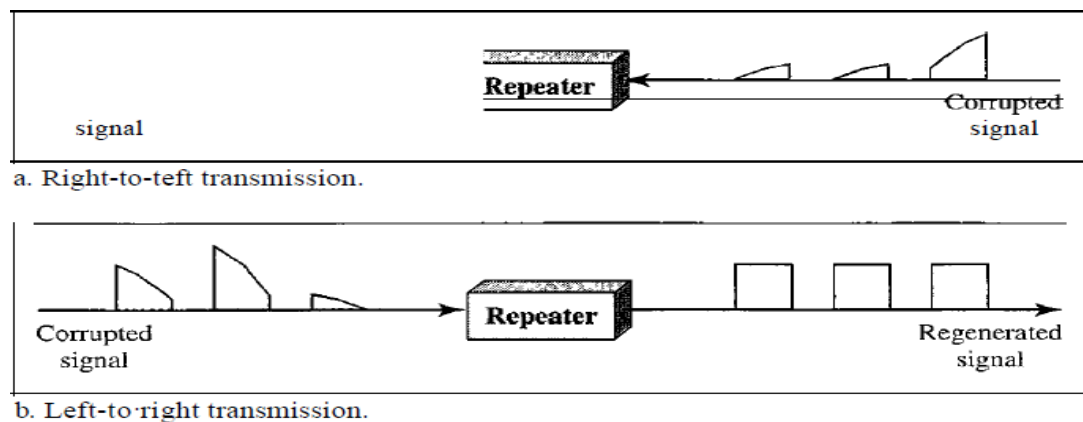 Repeater
Corrupted
signal
signal
a. Right-to-teft transmission.
Repeater
Corrupted
signal
Regenerated
signal
b. Left-to·right transmission.